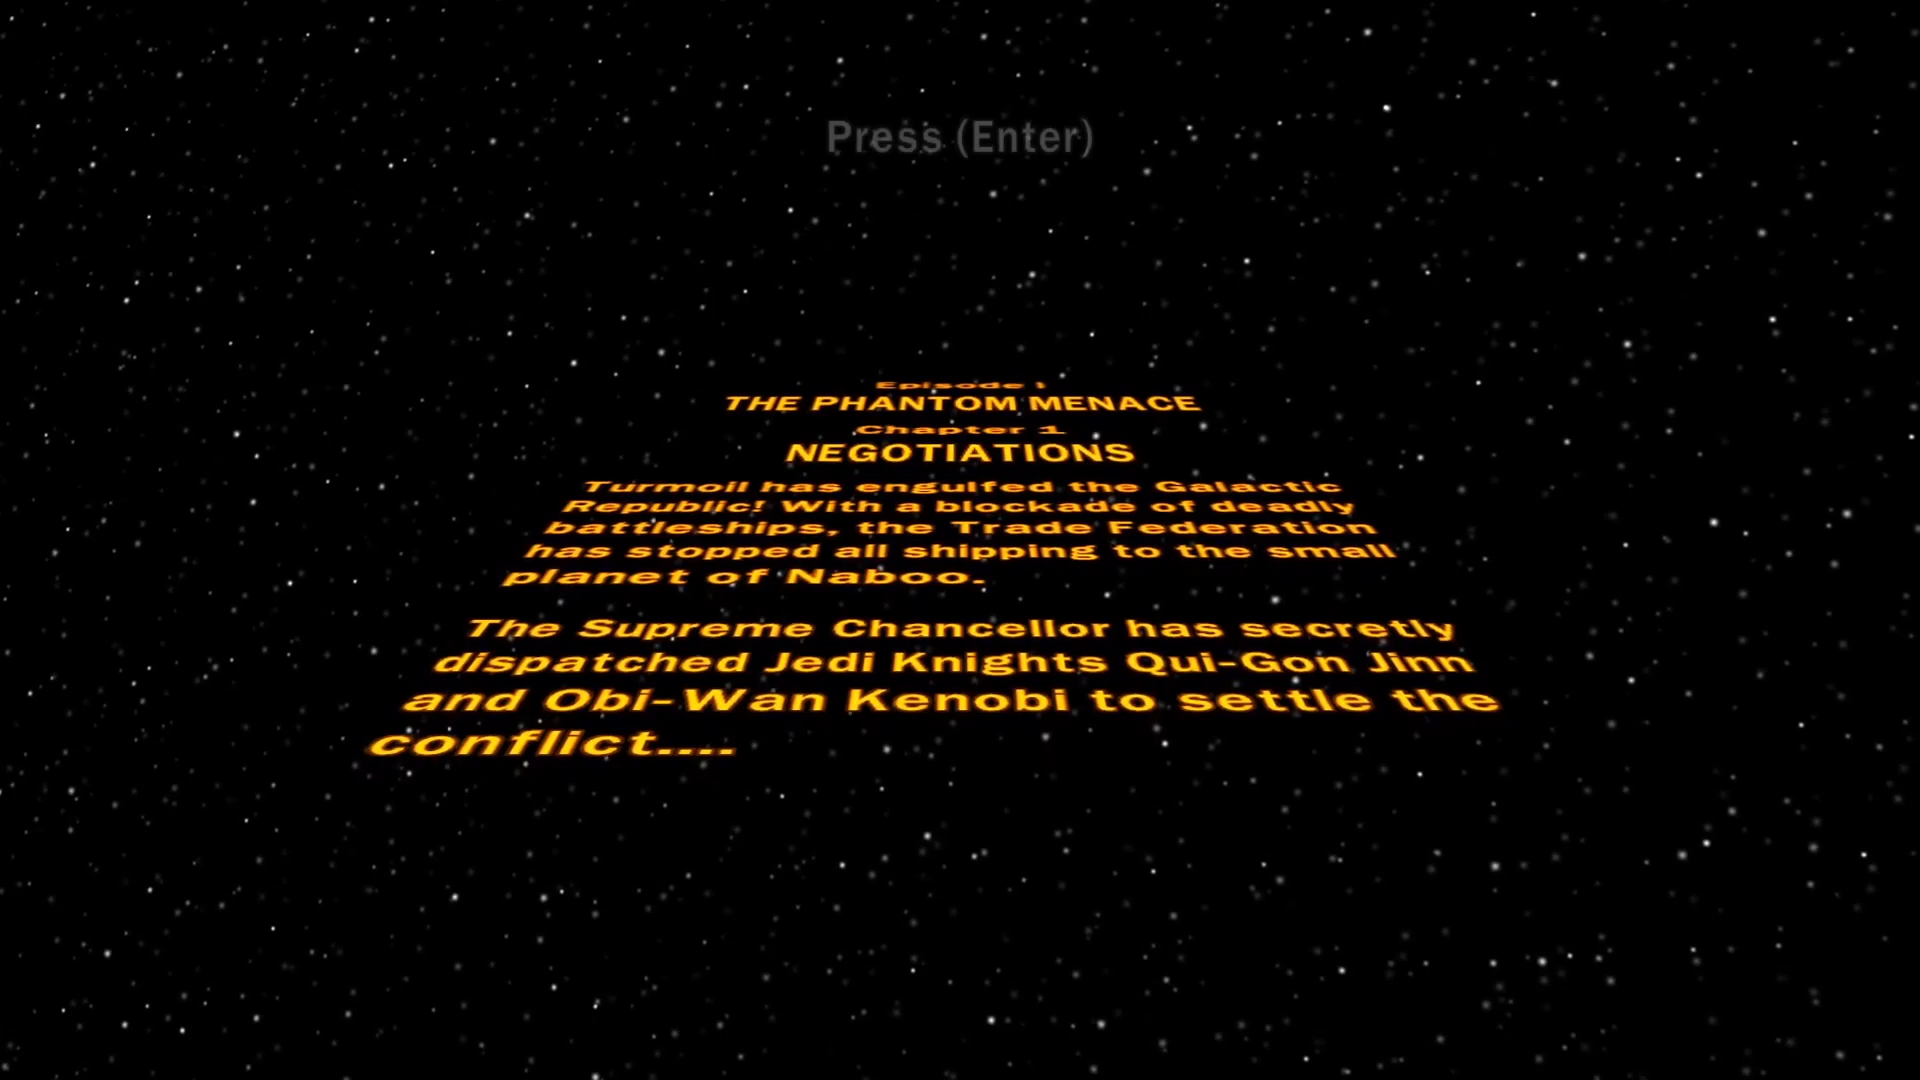 Press (Enter)
Episode I
THE PHANTOM MENACE
Chapter 1
NEGOTIATIONS
Turmoil has engulfed the Galactic
Republic! With a blockade of deadly
battleships, the Trade Federation
has stopped all shipping to the small
planet of Naboo.
The Supreme Chancellor has secretly
dispatched Jedi Knights Qui-Gon Jinn
and Obi-Wan Kenobi to settle the
conflict....